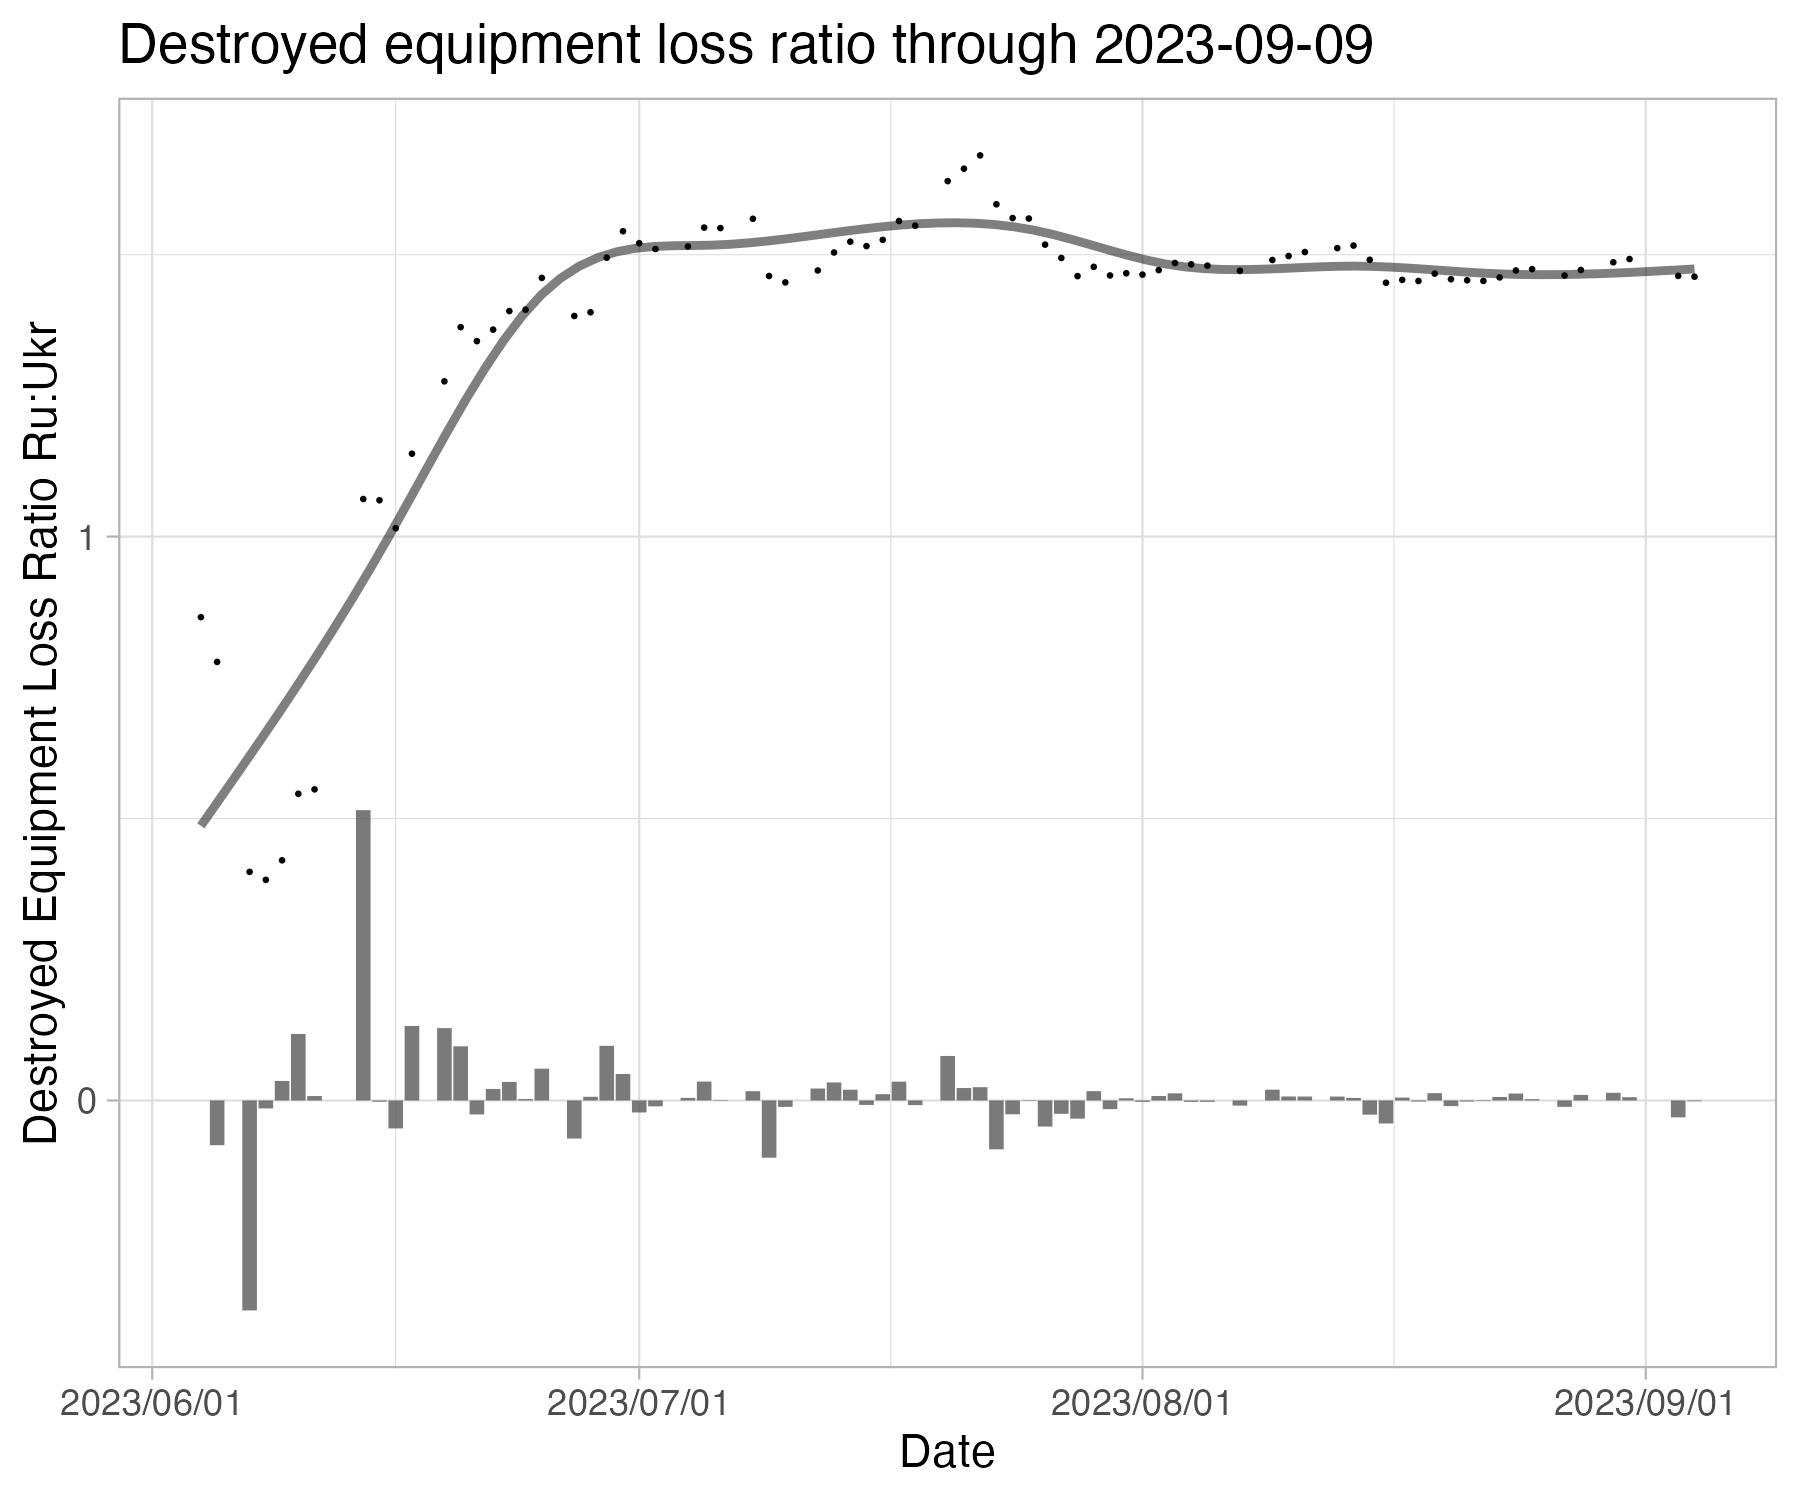 Destroyed equipment loss ratio through 2023-09-09
Destroyed Equipment Loss Ratio Ru:Ukr
1
0
2023/06/01
2023/07/01
2023/08/01
2023/09/01
Date